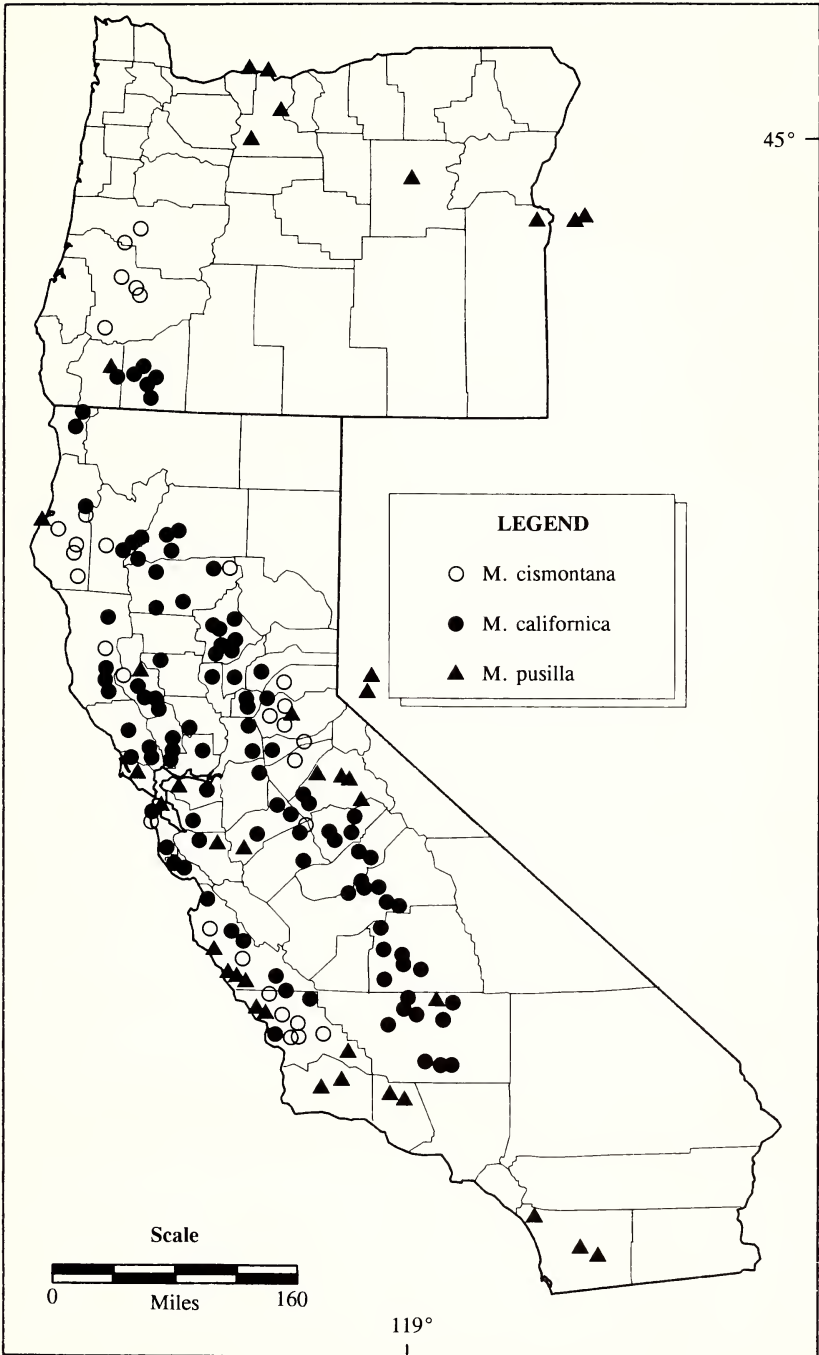 45°
LEGEND
M. cismontana
M. californica
M. pusilla
Scale
0 160
Miles
119°